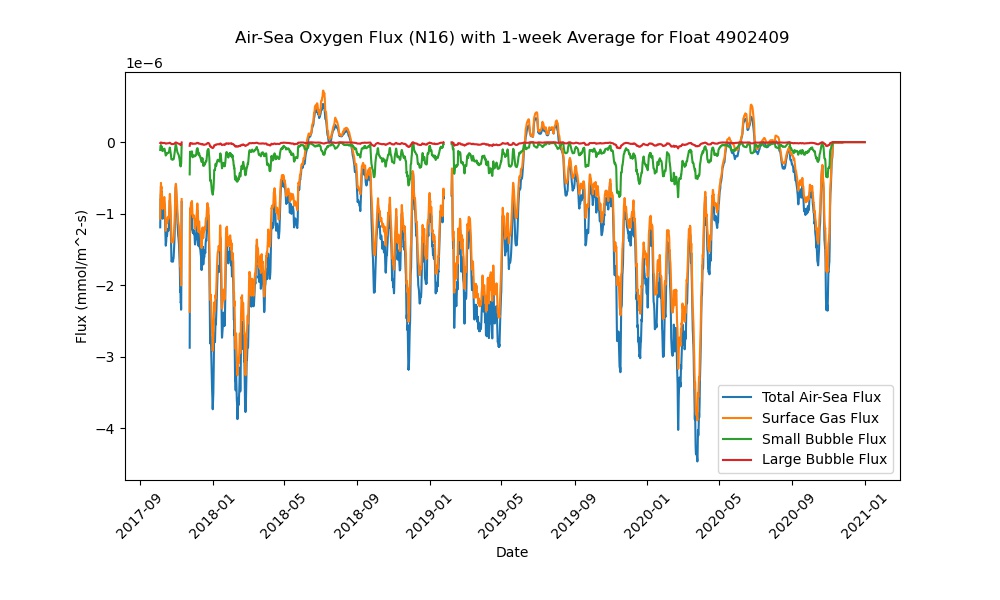 Air-Sea Oxygen Flux (N16) with 1-week Average for Float 4902409
1e−6
0
−1
−2
−3
−4
Flux (mmol/m^2-s)
Total Air-Sea Flux
Surface Gas Flux
Small Bubble Flux
Large Bubble Flux
2017-09
2018-01
2018-05
2018-09
2019-01
2019-05
2019-09
2020-01
2020-05
2020-09
2021-01
Date